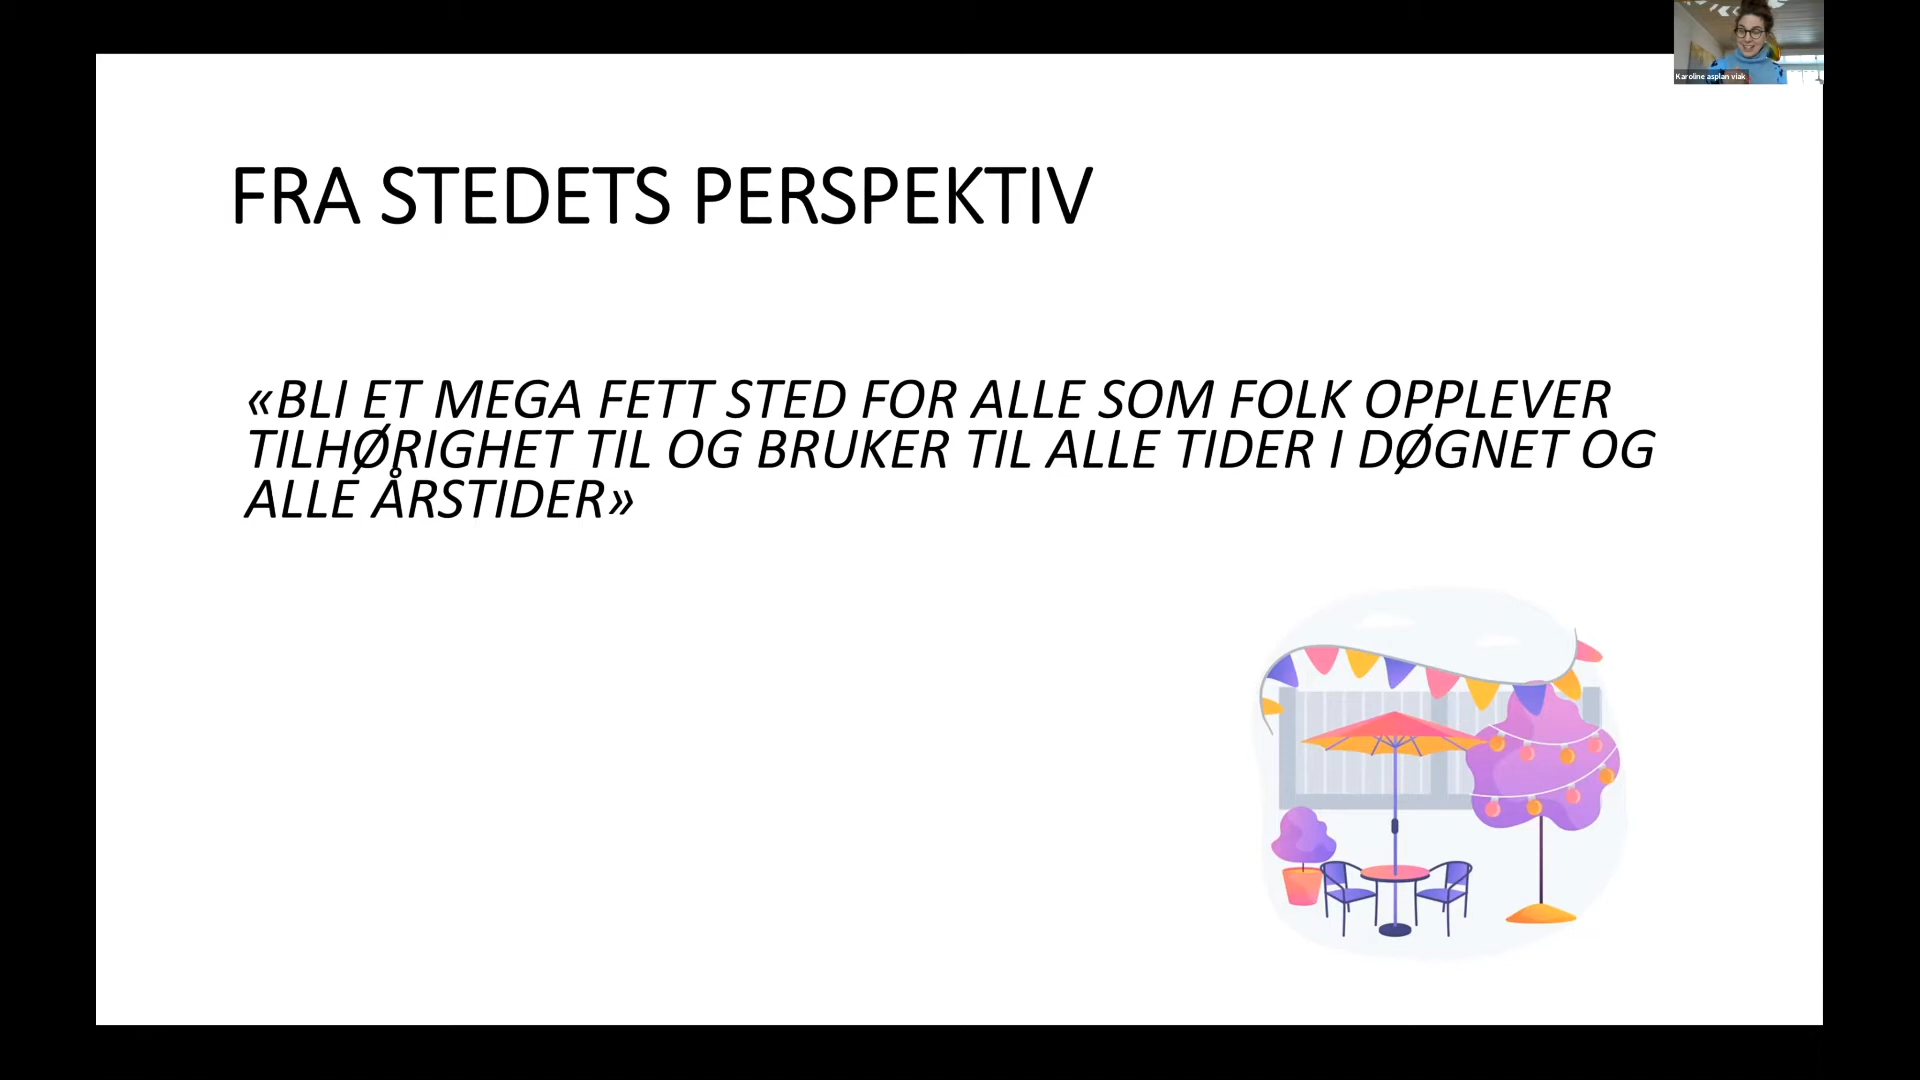 Karoline asplan viak
FRA STEDETS PERSPEKTIV
«BLI ET MEGA FETT STED FOR ALLE SOM FOLK OPPLEVER
TILHØRIGHET TIL OG BRUKER TIL ALLE TIDER I DØGNET OG
ALLE ÅRSTIDER»